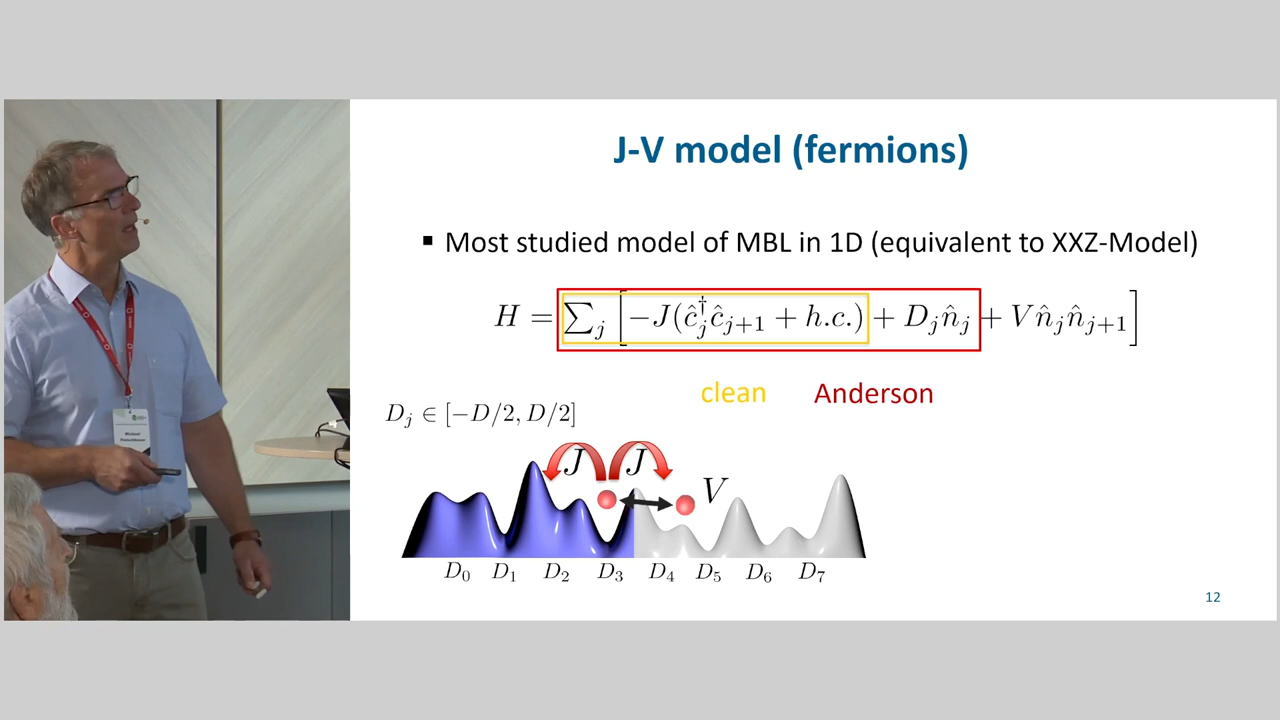 J-V model (fermions)
▪ Most studied model of MBL in 1D (equivalent to XXZ-Model)
H = ∑_j [−J(ĉ_j^† ĉ_{j+1} + h.c.) + D_j n̂_j + V n̂_j n̂_{j+1}]
clean Anderson
D_j ∈ [−D/2, D/2]
J J V
D_0 D_1 D_2 D_3 D_4 D_5 D_6 D_7
12